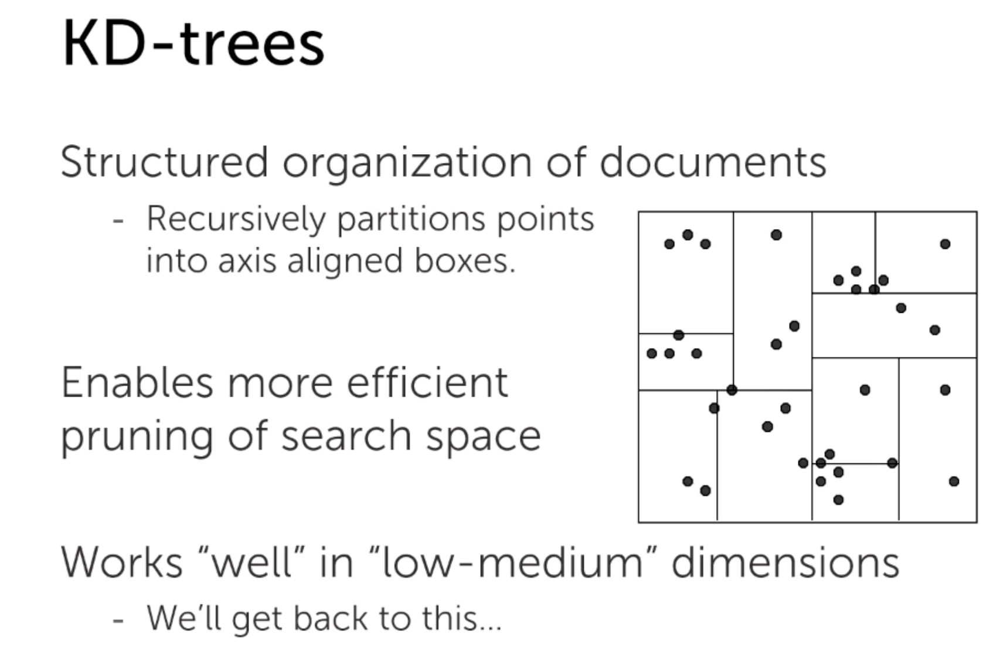 KD-trees
Structured organization of documents
- Recursively partitions points
into axis aligned boxes.
Enables more efficient
pruning of search space
Works “well” in “low-medium” dimensions
- We’ll get back to this...